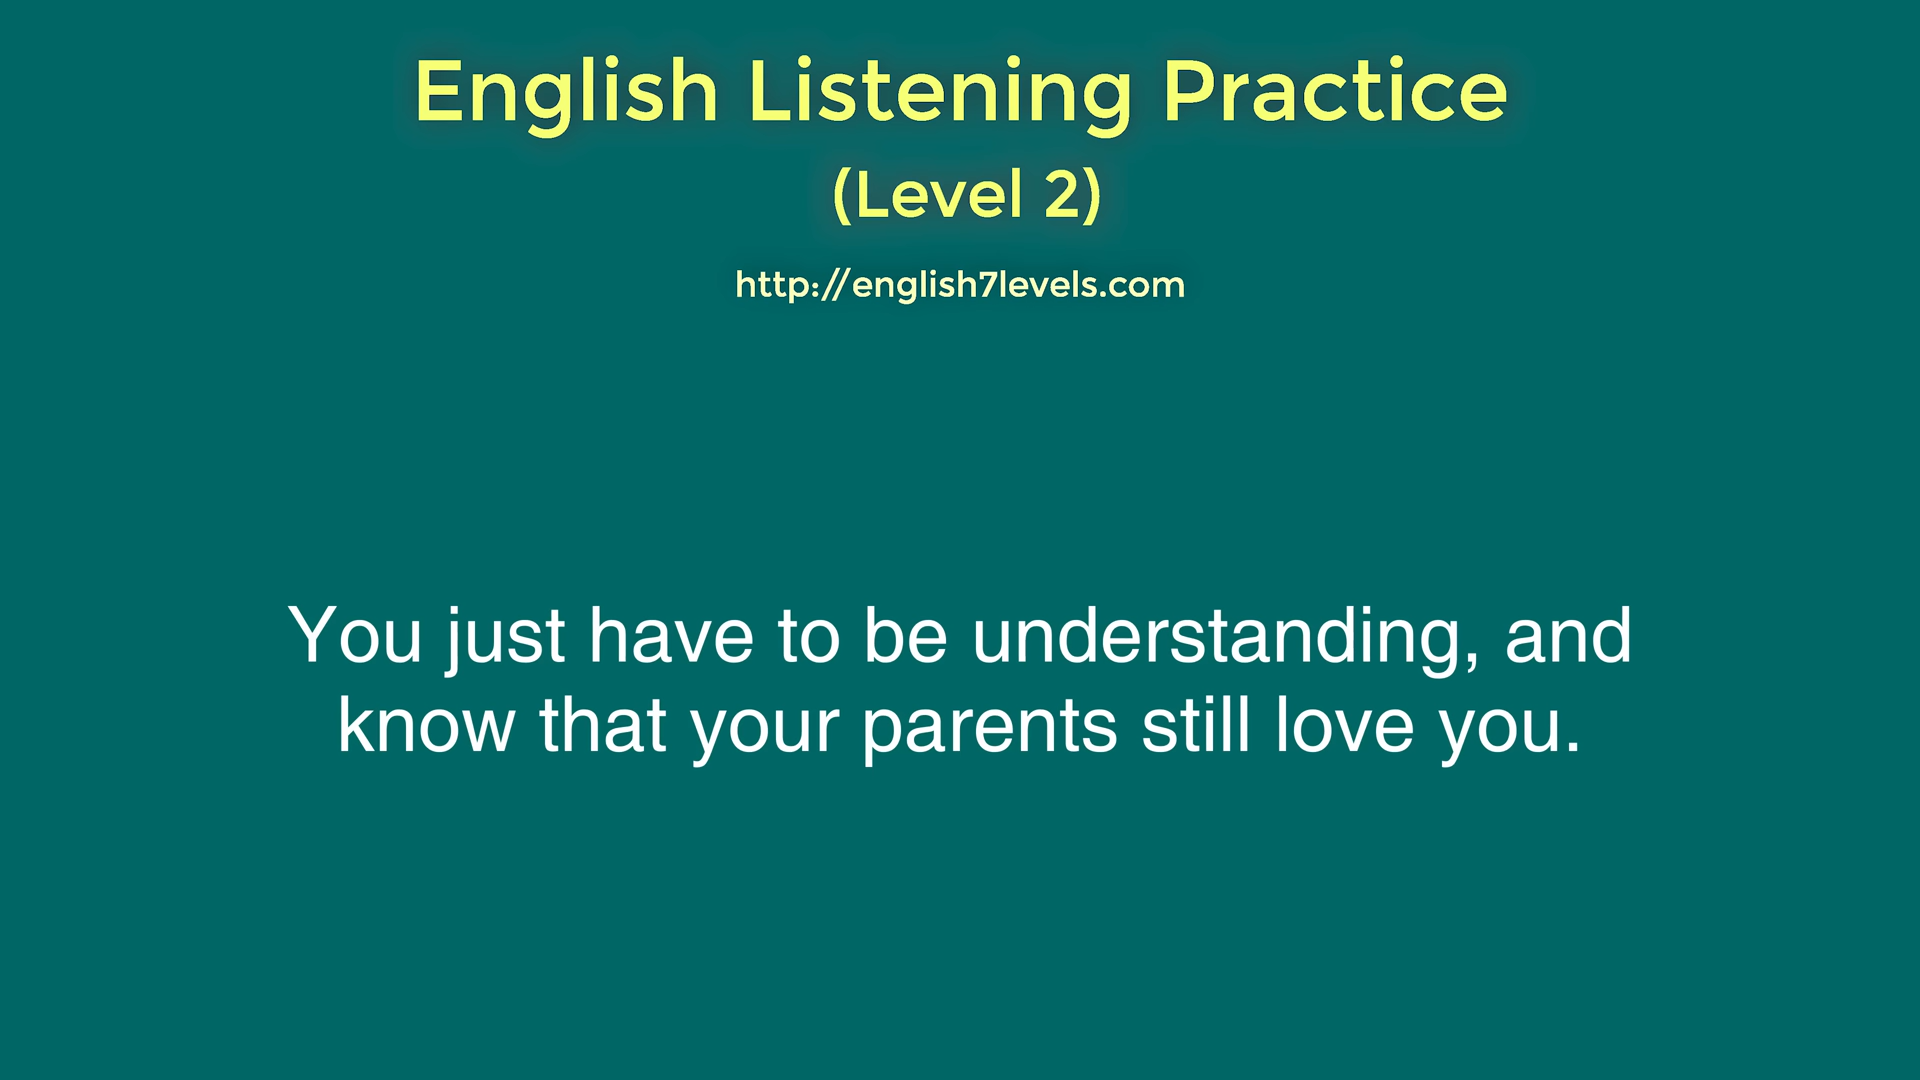 English Listening Practice
(Level 2)
http://english7levels.com
You just have to be understanding, and
know that your parents still love you.